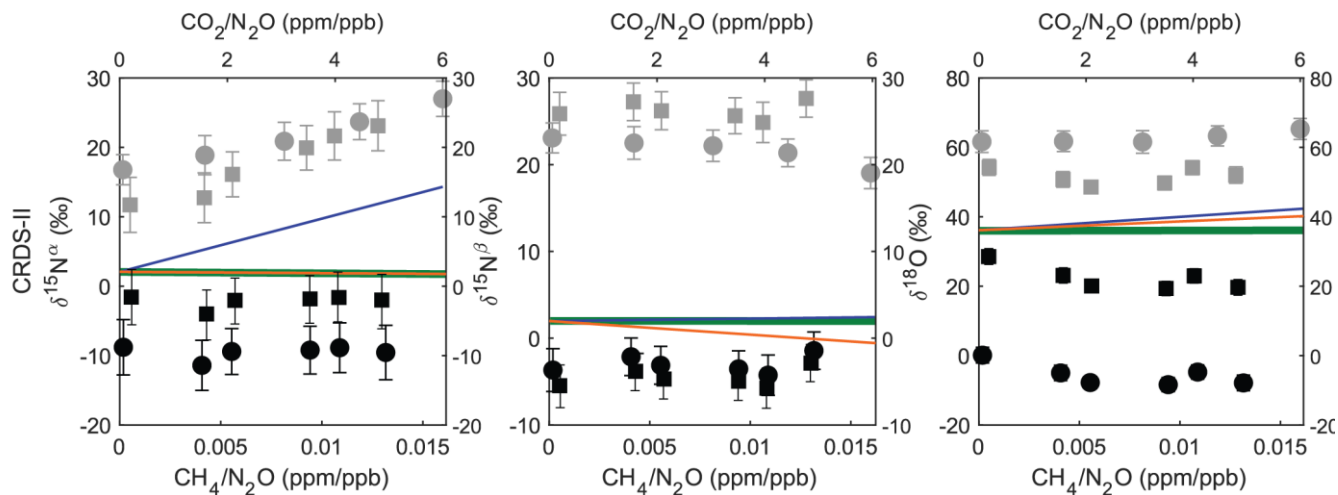 CO₂/N₂O (ppm/ppb) CO₂/N₂O (ppm/ppb) CO₂/N₂O (ppm/ppb)
0 2 4 6 0 2 4 6 0 2 4 6
30 30 30 30 80 80
20 20 20 20 60 60
10 10 10 10 40 40
0 0 0 0 20 20
-10 -10 0 0
-20 -20 -10 -10 -20 -20
CRDS-II
δ¹⁵Nᵅ (‰)
δ¹⁵Nᵝ (‰)
δ¹⁸O (‰)
0 0.005 0.01 0.015 0 0.005 0.01 0.015 0 0.005 0.01 0.015
CH₄/N₂O (ppm/ppb) CH₄/N₂O (ppm/ppb) CH₄/N₂O (ppm/ppb)